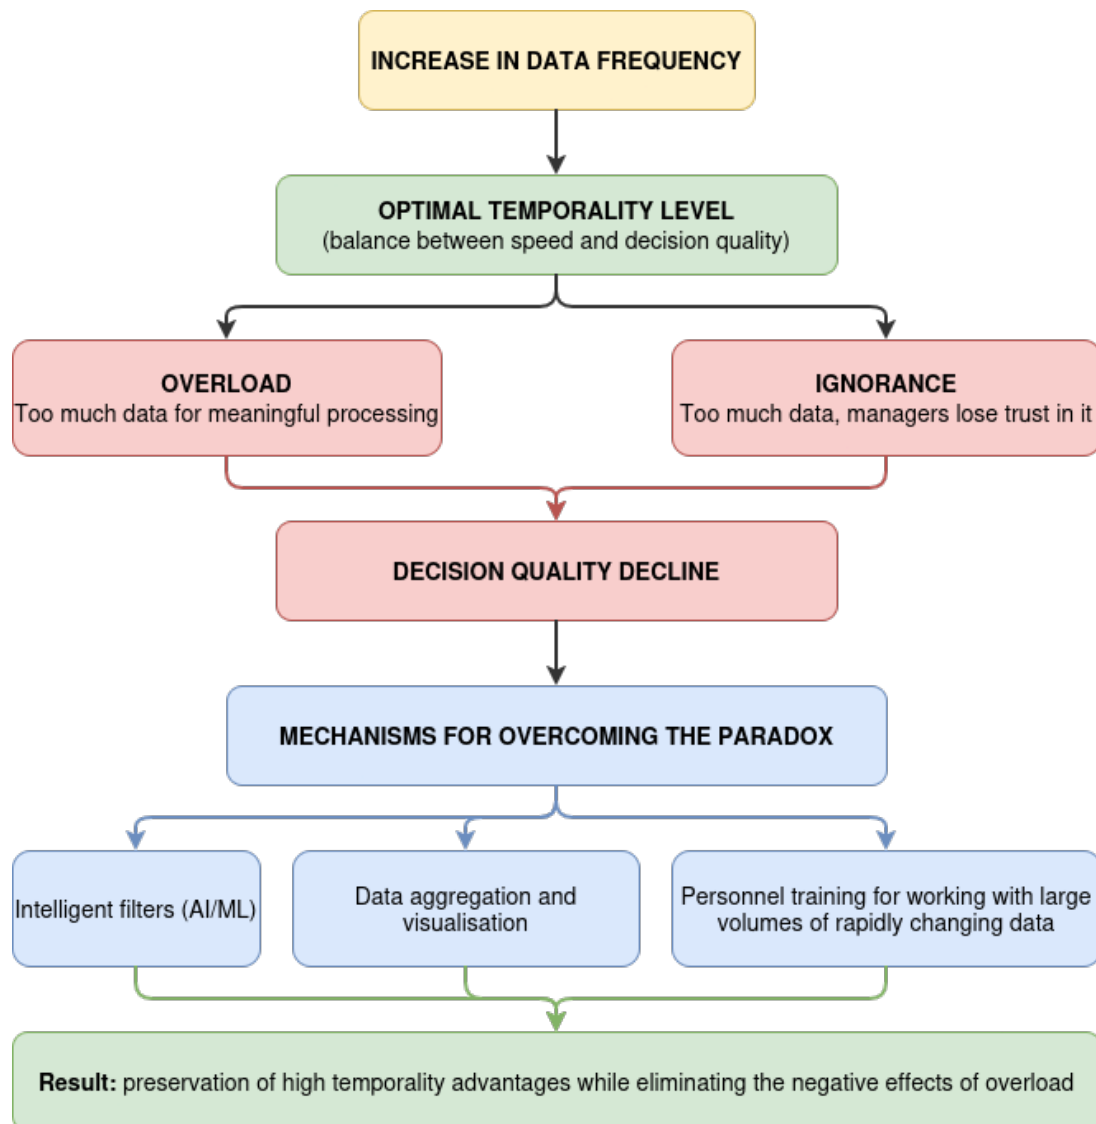 INCREASE IN DATA FREQUENCY
OPTIMAL TEMPORALITY LEVEL
(balance between speed and decision quality)
OVERLOAD
Too much data for meaningful processing
IGNORANCE
Too much data, managers lose trust in it
DECISION QUALITY DECLINE
MECHANISMS FOR OVERCOMING THE PARADOX
Intelligent filters (AI/ML)
Data aggregation and
visualisation
Personnel training for working with large
volumes of rapidly changing data
Result: preservation of high temporality advantages while eliminating the negative effects of overload